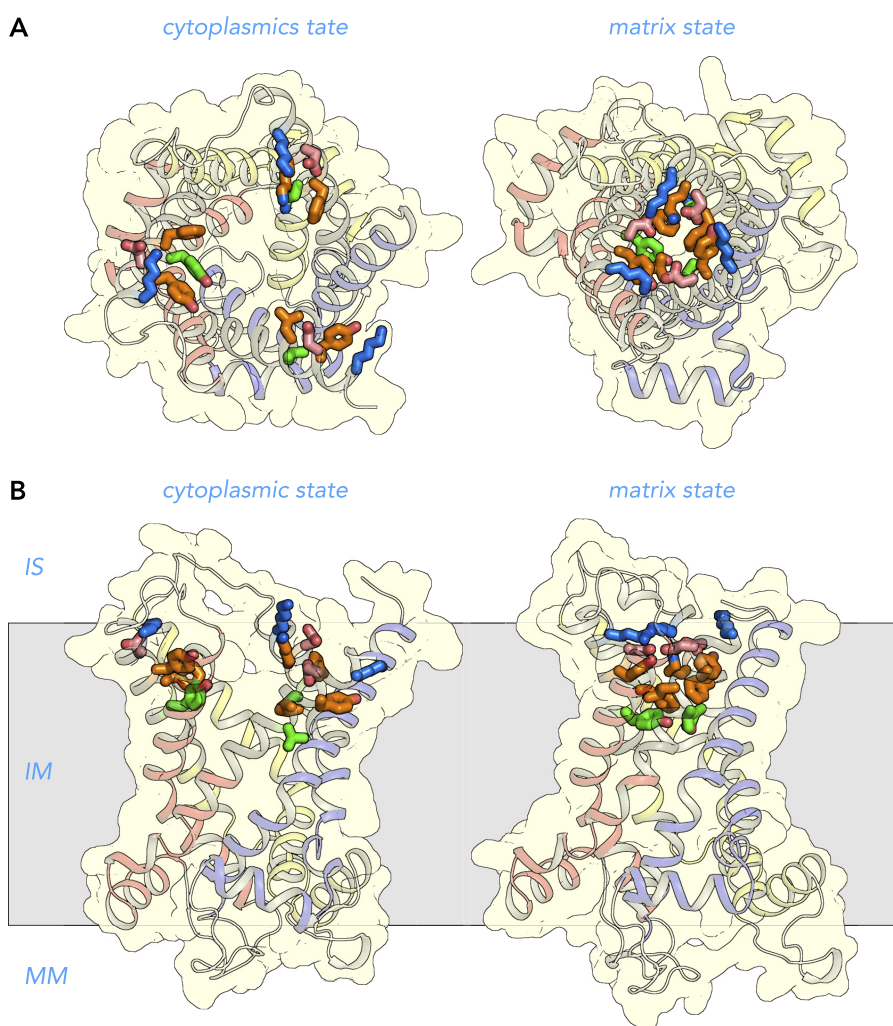 A
cytoplasmics tate
matrix state
B
cytoplasmic state
matrix state
IS
IM
MM